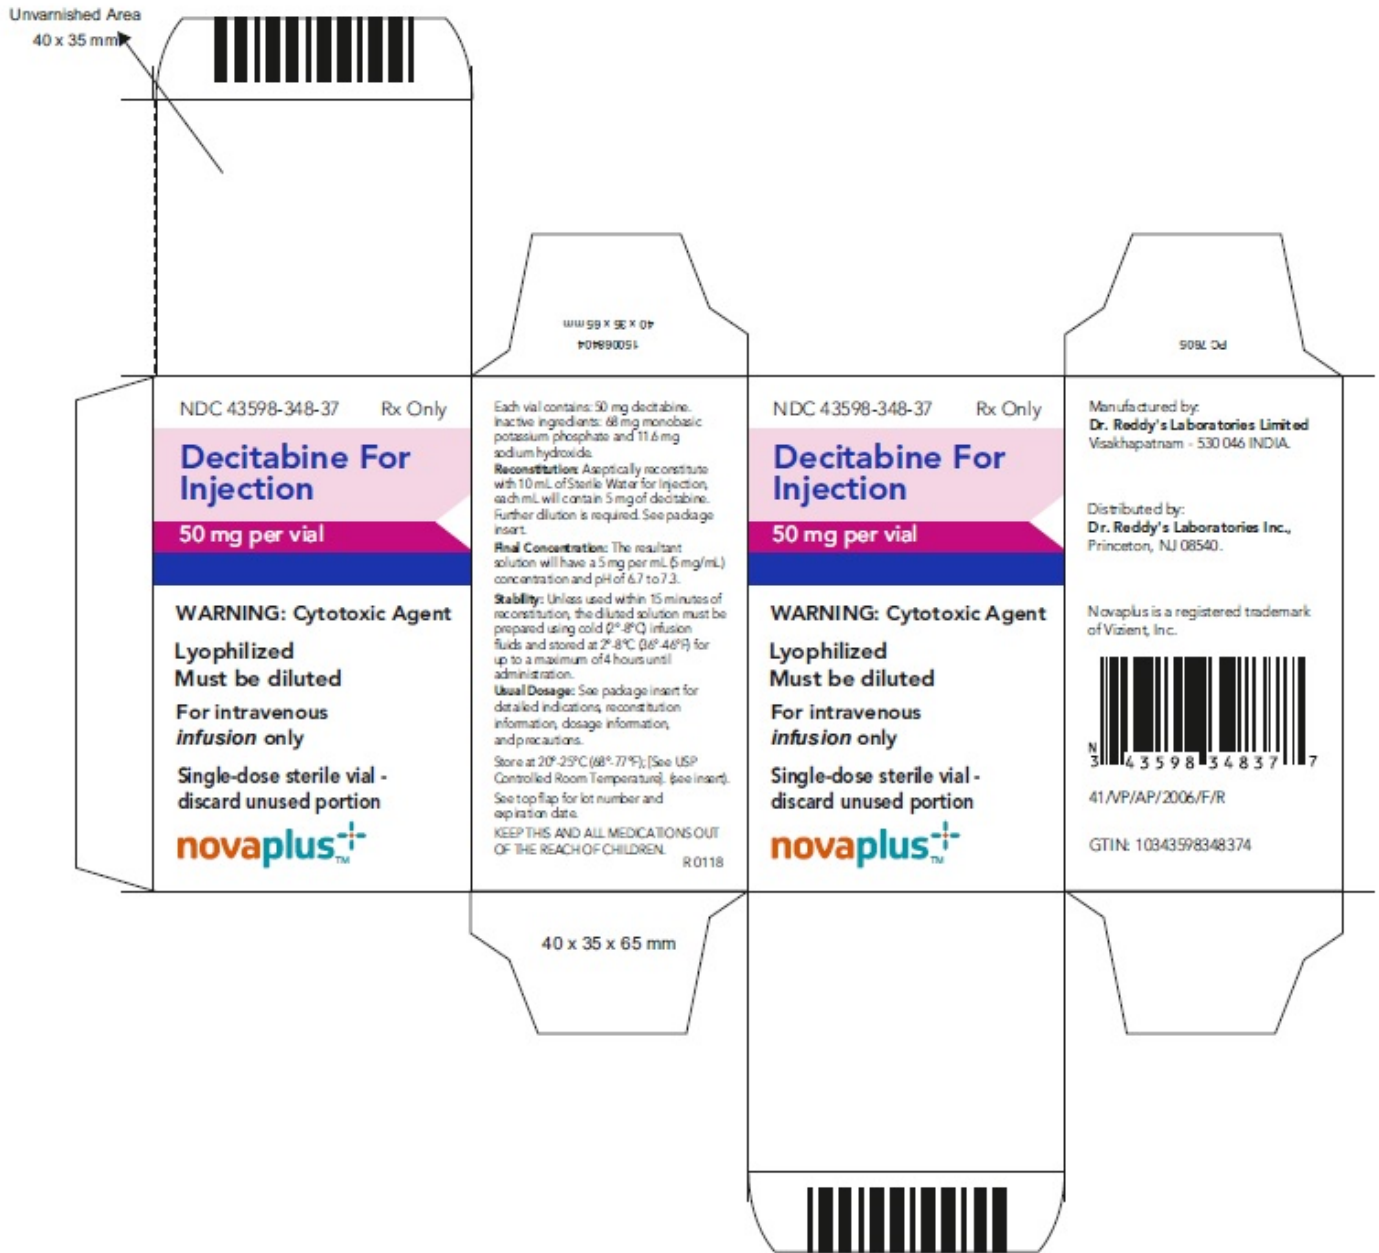 Unvarnished Area
40 x 35 mm
40 x 35 x 65 mm
150068404
PC 7806
NDC 43598-348-37 Rx Only
Decitabine For
Injection
50 mg per vial
WARNING: Cytotoxic Agent
Lyophilized
Must be diluted
For intravenous
infusion only
Single-dose sterile vial -
discard unused portion
novaplus™
Each vial contains: 50 mg decitabine.
Inactive ingredients: 68 mg monobasic
potassium phosphate and 11.6 mg
sodium hydroxide.
Reconstitution: Aseptically reconstitute
with 10 mL of Sterile Water for Injection,
each mL will contain 5 mg of decitabine.
Further dilution is required. See package
insert.
Final Concentration: The resultant
solution will have a 5 mg per mL (5 mg/mL)
concentration and pH of 6.7 to 7.3.
Stability: Unless used within 15 minutes of
reconstitution, the diluted solution must be
prepared using cold (2°-8°C) infusion
fluids and stored at 2°-8°C (36°-46°F) for
up to a maximum of 4 hours until
administration.
Usual Dosage: See package insert for
detailed indications, reconstitution
information, dosage information,
and precautions.
Store at 20°-25°C (68°-77°F); [See USP
Controlled Room Temperature]. (see insert).
See top flap for lot number and
expiration date.
KEEP THIS AND ALL MEDICATIONS OUT
OF THE REACH OF CHILDREN.
R0118
NDC 43598-348-37 Rx Only
Decitabine For
Injection
50 mg per vial
WARNING: Cytotoxic Agent
Lyophilized
Must be diluted
For intravenous
infusion only
Single-dose sterile vial -
discard unused portion
novaplus™
Manufactured by:
Dr. Reddy's Laboratories Limited
Visakhapatnam - 530 046 INDIA.
Distributed by:
Dr. Reddy's Laboratories Inc.,
Princeton, NJ 08540.
Novaplus is a registered trademark
of Vizient, Inc.
N
3 43598 34837 7
41/VP/AP/2006/F/R
GTIN: 10343598348374
40 x 35 x 65 mm